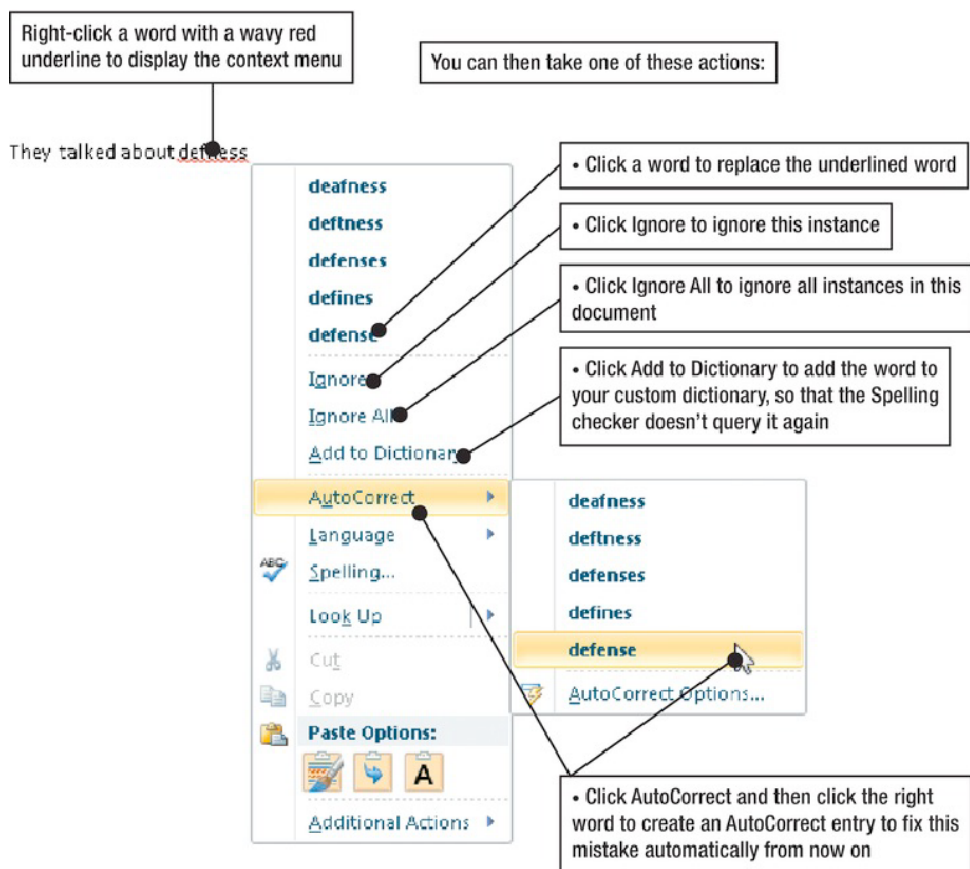 Right-click a word with a wavy red
underline to display the context menu
You can then take one of these actions:
They talked about defness
deafness
deftness
defenses
defines
defense
Ignore
Ignore All
Add to Dictionary
AutoCorrect
Language
ABC
Spelling...
Look Up
Cut
Copy
Paste Options:
A
Additional Actions
• Click a word to replace the underlined word
• Click Ignore to ignore this instance
• Click Ignore All to ignore all instances in this
document
• Click Add to Dictionary to add the word to
your custom dictionary, so that the Spelling
checker doesn't query it again
deafness
deftness
defenses
defines
defense
AutoCorrect Options...
• Click AutoCorrect and then click the right
word to create an AutoCorrect entry to fix this
mistake automatically from now on